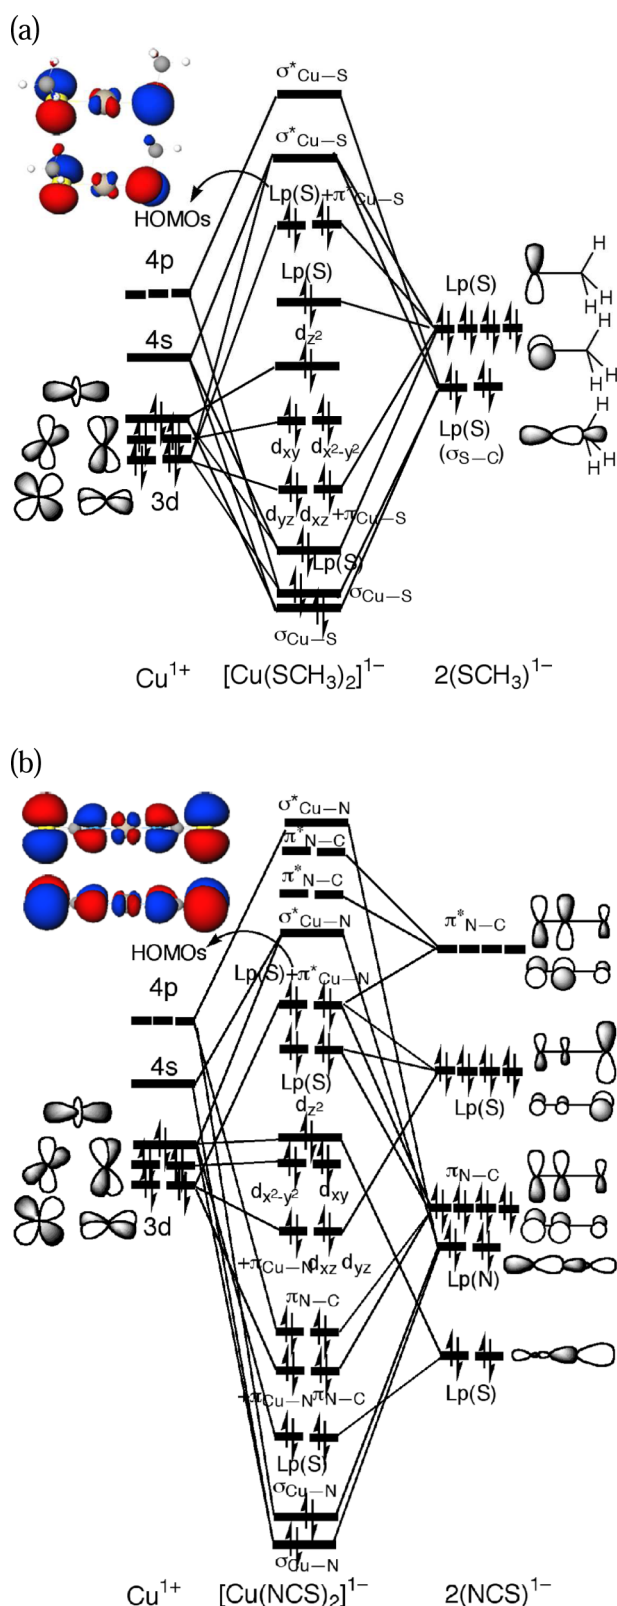 (a)
σ*Cu—S
σ*Cu—S
Lp(S)+π*Cu—S
HOMOs
4p
Lp(S)
Lp(S)
H
H
H
4s
dz²
H
H
H
Lp(S)
(σS—C)
H
H
H
dxy dx²-y²
3d
dyz dxz+πCu—S
Lp(S)
σCu—S
σCu—S
Cu¹⁺ [Cu(SCH₃)₂]¹⁻ 2(SCH₃)¹⁻
(b)
σ*Cu—N
π*N—C
π*N—C
π*N—C
σ*Cu—N
HOMOs
Lp(S)+π*Cu—N
4p
Lp(S)
4s
Lp(S)
dz²
πN—C
dx²-y² dxy
3d
Lp(N)
+πCu—N dxz dyz
πN—C
+πCu—N πN—C
Lp(S)
Lp(S)
σCu—N
σCu—N
Cu¹⁺ [Cu(NCS)₂]¹⁻ 2(NCS)¹⁻